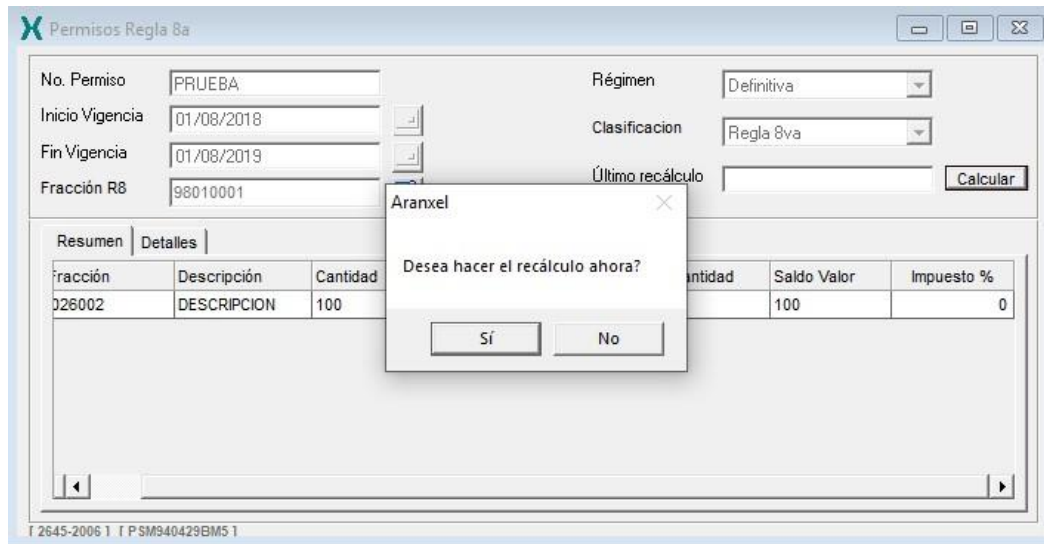 Permisos Regla 8a
No. Permiso PRUEBA Régimen Definitiva
Inicio Vigencia 01/08/2018 Clasificacion Regla 8va
Fin Vigencia 01/08/2019
Fracción R8 98010001 Último recálculo Calcular
Aranxel
Desea hacer el recálculo ahora?
Sí No
Resumen Detalles
Fracción Descripción Cantidad antidad Saldo Valor Impuesto %
026002 DESCRIPCION 100 100 0
[ 2645-2006 ] [ PSM940429BM5 ]